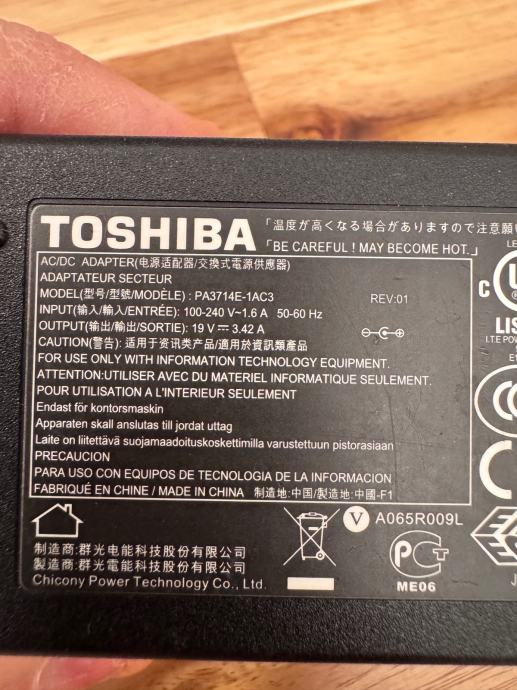 TOSHIBA
「温度が高くなる場合がありますので注意願い
「BE CAREFUL ! MAY BECOME HOT.」
AC/DC ADAPTER(电源适配器/交換式電源供應器)
ADAPTATEUR SECTEUR
MODEL(型号/型號/MODÈLE) : PA3714E-1AC3
REV:01
INPUT(输入/輸入/ENTRÉE): 100-240 V~1.6 A 50-60 Hz
OUTPUT(输出/輸出/SORTIE): 19 V⎓ 3.42 A
CAUTION(警告): 适用于资讯类产品/適用於資訊類產品
FOR USE ONLY WITH INFORMATION TECHNOLOGY EQUIPMENT.
ATTENTION:UTILISER AVEC DU MATERIEL INFORMATIQUE SEULEMENT.
POUR UTILISATION A L'INTERIEUR SEULEMENT
Endast för kontorsmaskin
Apparaten skall anslutas till jordat uttag
Laite on liitettävä suojamaadoituskoskettimilla varustettuun pistorasiaan
PRECAUCION
PARA USO CON EQUIPOS DE TECNOLOGIA DE LA INFORMACION
FABRIQUÉ EN CHINE / MADE IN CHINA 制造地:中国/製造地:中國-F1
LE
C UL
LIS
I.T.E POW
E1
CE
V A065R009L
制造商:群光电能科技股份有限公司
製造商:群光電能科技股份有限公司
Chicony Power Technology Co., Ltd.
PCT
ME06
J